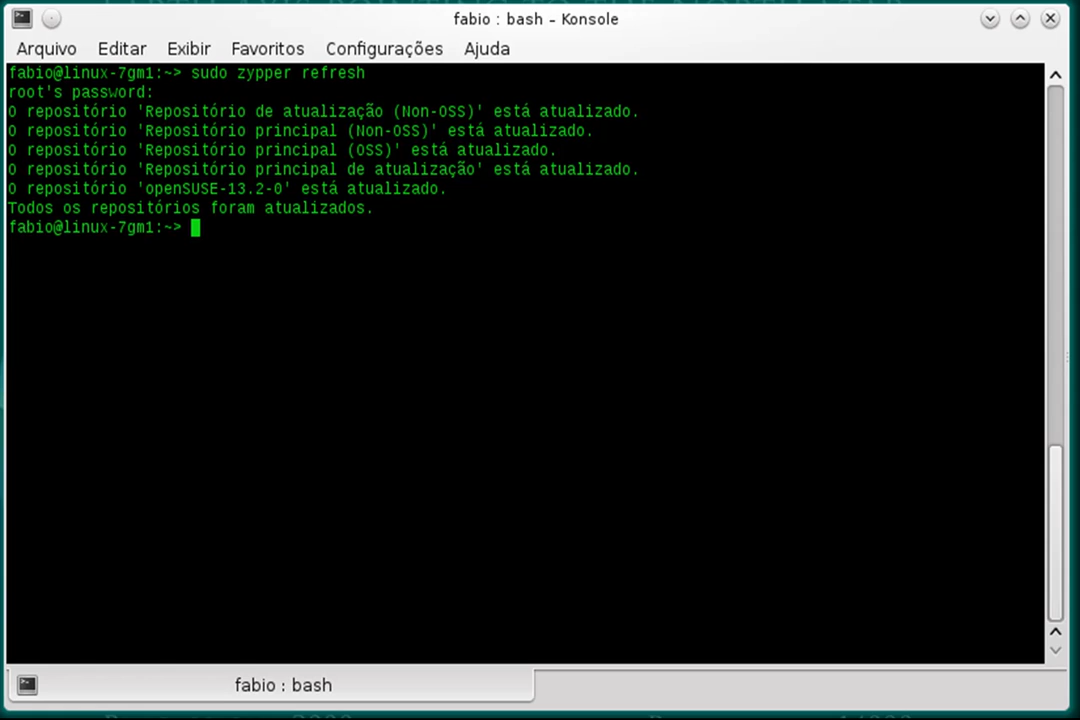 fabio : bash – Konsole
Arquivo Editar Exibir Favoritos Configurações Ajuda
fabio@linux-7gm1:~> sudo zypper refresh
root's password:
O repositório 'Repositório de atualização (Non-OSS)' está atualizado.
O repositório 'Repositório principal (Non-OSS)' está atualizado.
O repositório 'Repositório principal (OSS)' está atualizado.
O repositório 'Repositório principal de atualização' está atualizado.
O repositório 'openSUSE-13.2-0' está atualizado.
Todos os repositórios foram atualizados.
fabio@linux-7gm1:~>
fabio : bash